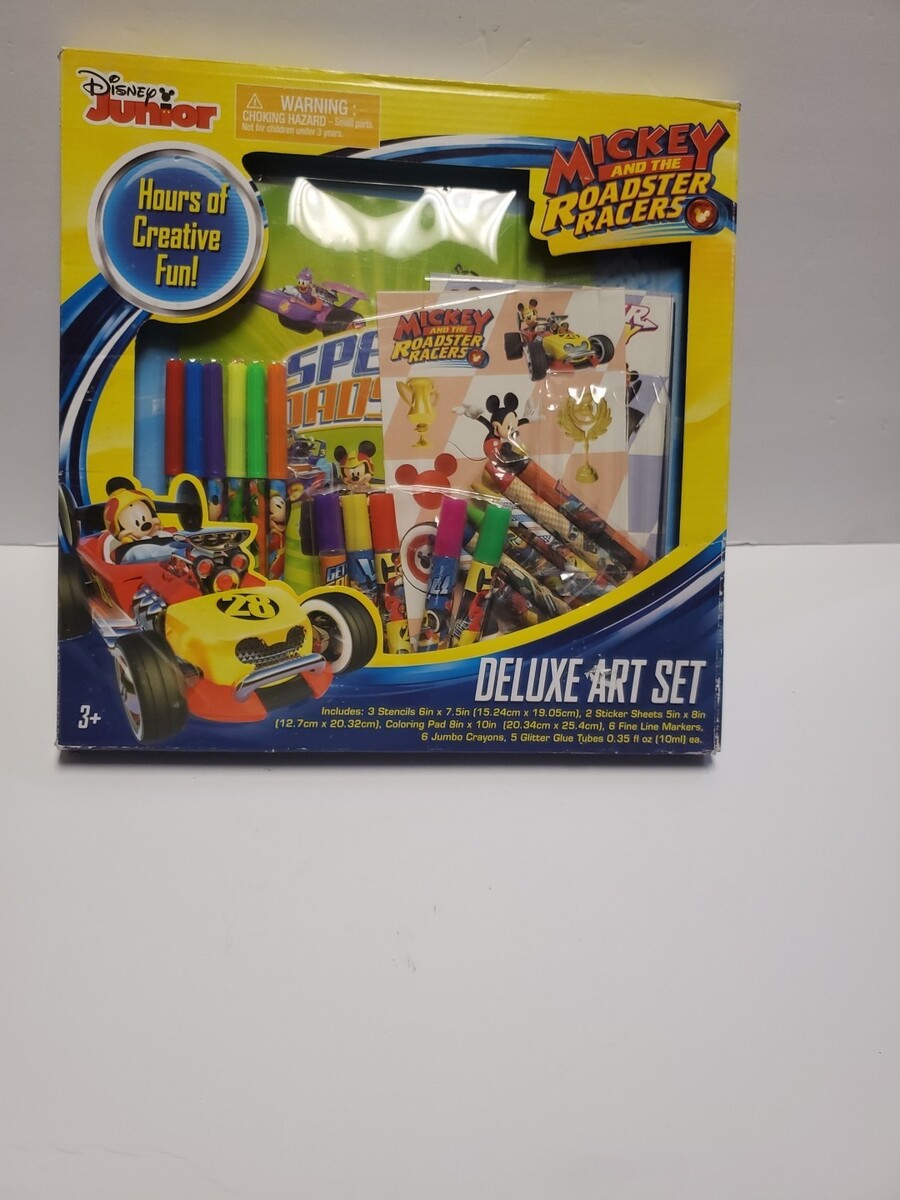 Disney
Junior
WARNING:
CHOKING HAZARD - Small parts.
Not for children under 3 years.
MICKEY
AND THE
ROADSTER
RACERS
Hours of
Creative
Fun!
MICKEY
AND THE
ROADSTER
RACERS
SPE
28
DELUXE ART SET
3+
Includes: 3 Stencils 6in x 7.5in (15.24cm x 19.05cm), 2 Sticker Sheets 5in x 8in
(12.7cm x 20.32cm), Coloring Pad 8in x 10in (20.34cm x 25.4cm), 6 Fine Line Markers,
6 Jumbo Crayons, 5 Glitter Glue Tubes 0.35 fl oz (10ml) ea.